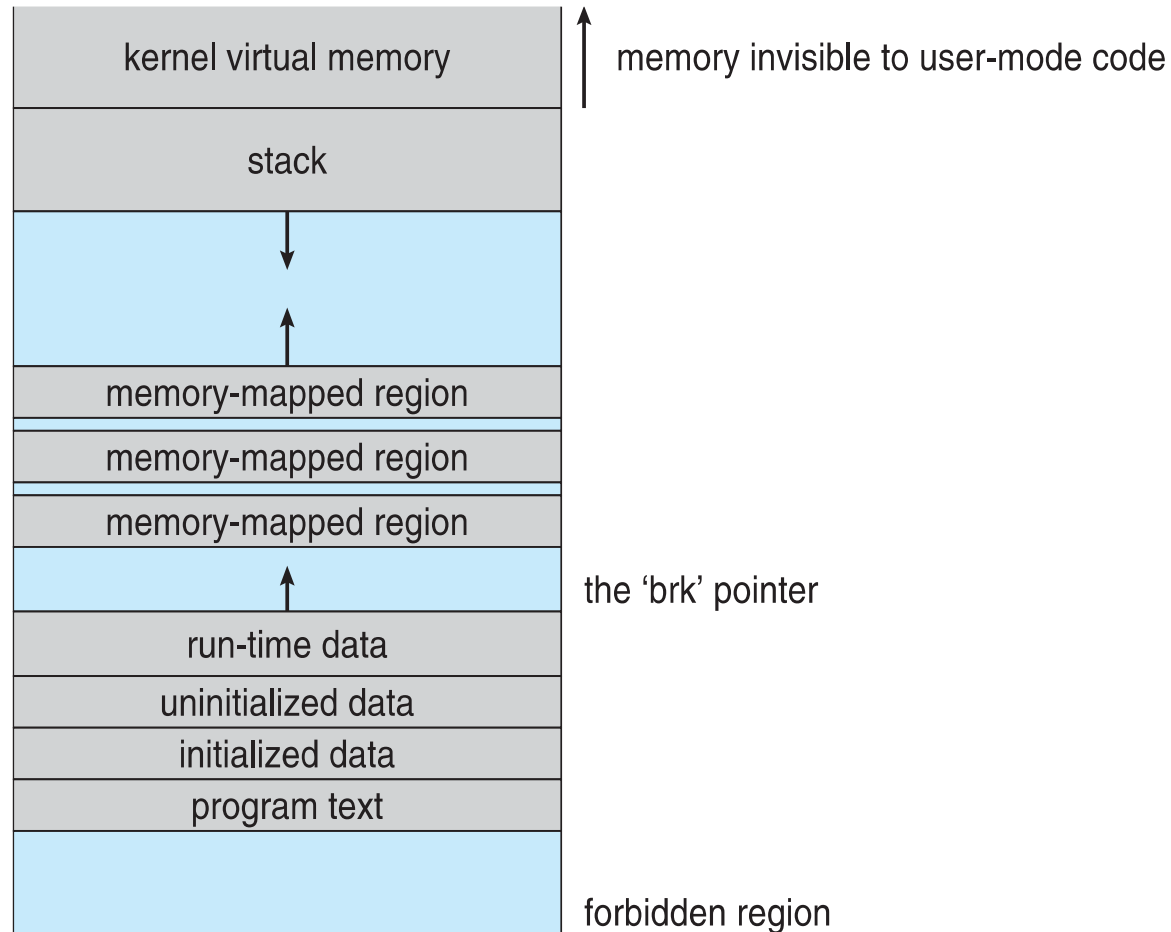 kernel virtual memory
memory invisible to user-mode code
stack
memory-mapped region
memory-mapped region
memory-mapped region
the ‘brk’ pointer
run-time data
uninitialized data
initialized data
program text
forbidden region